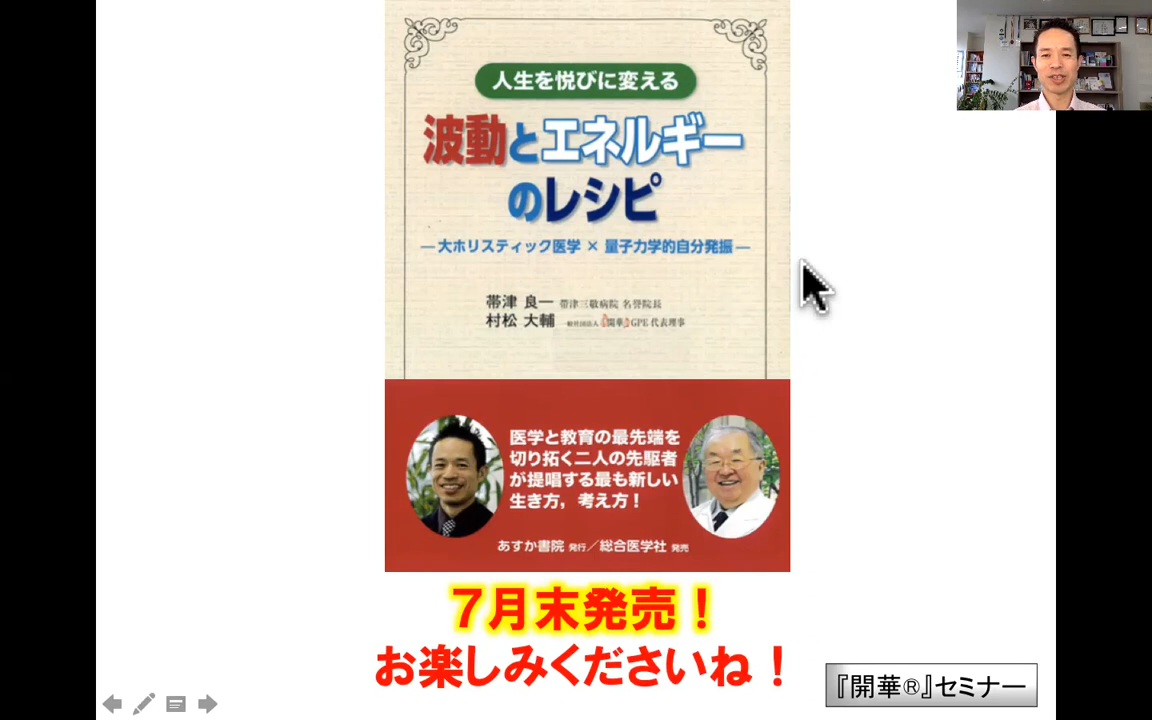 人生を悦びに変える
波動とエネルギー
のレシピ
―大ホリスティック医学 × 量子力学的自分発振―
帯津 良一 帯津三敬病院 名誉院長
村松 大輔 一般社団法人 開華 GPE 代表理事
医学と教育の最先端を
切り拓く二人の先駆者
が提唱する最も新しい
生き方，考え方！
あすか書院 発行／総合医学社 発売
７月末発売！
お楽しみくださいね！
『開華®』セミナー